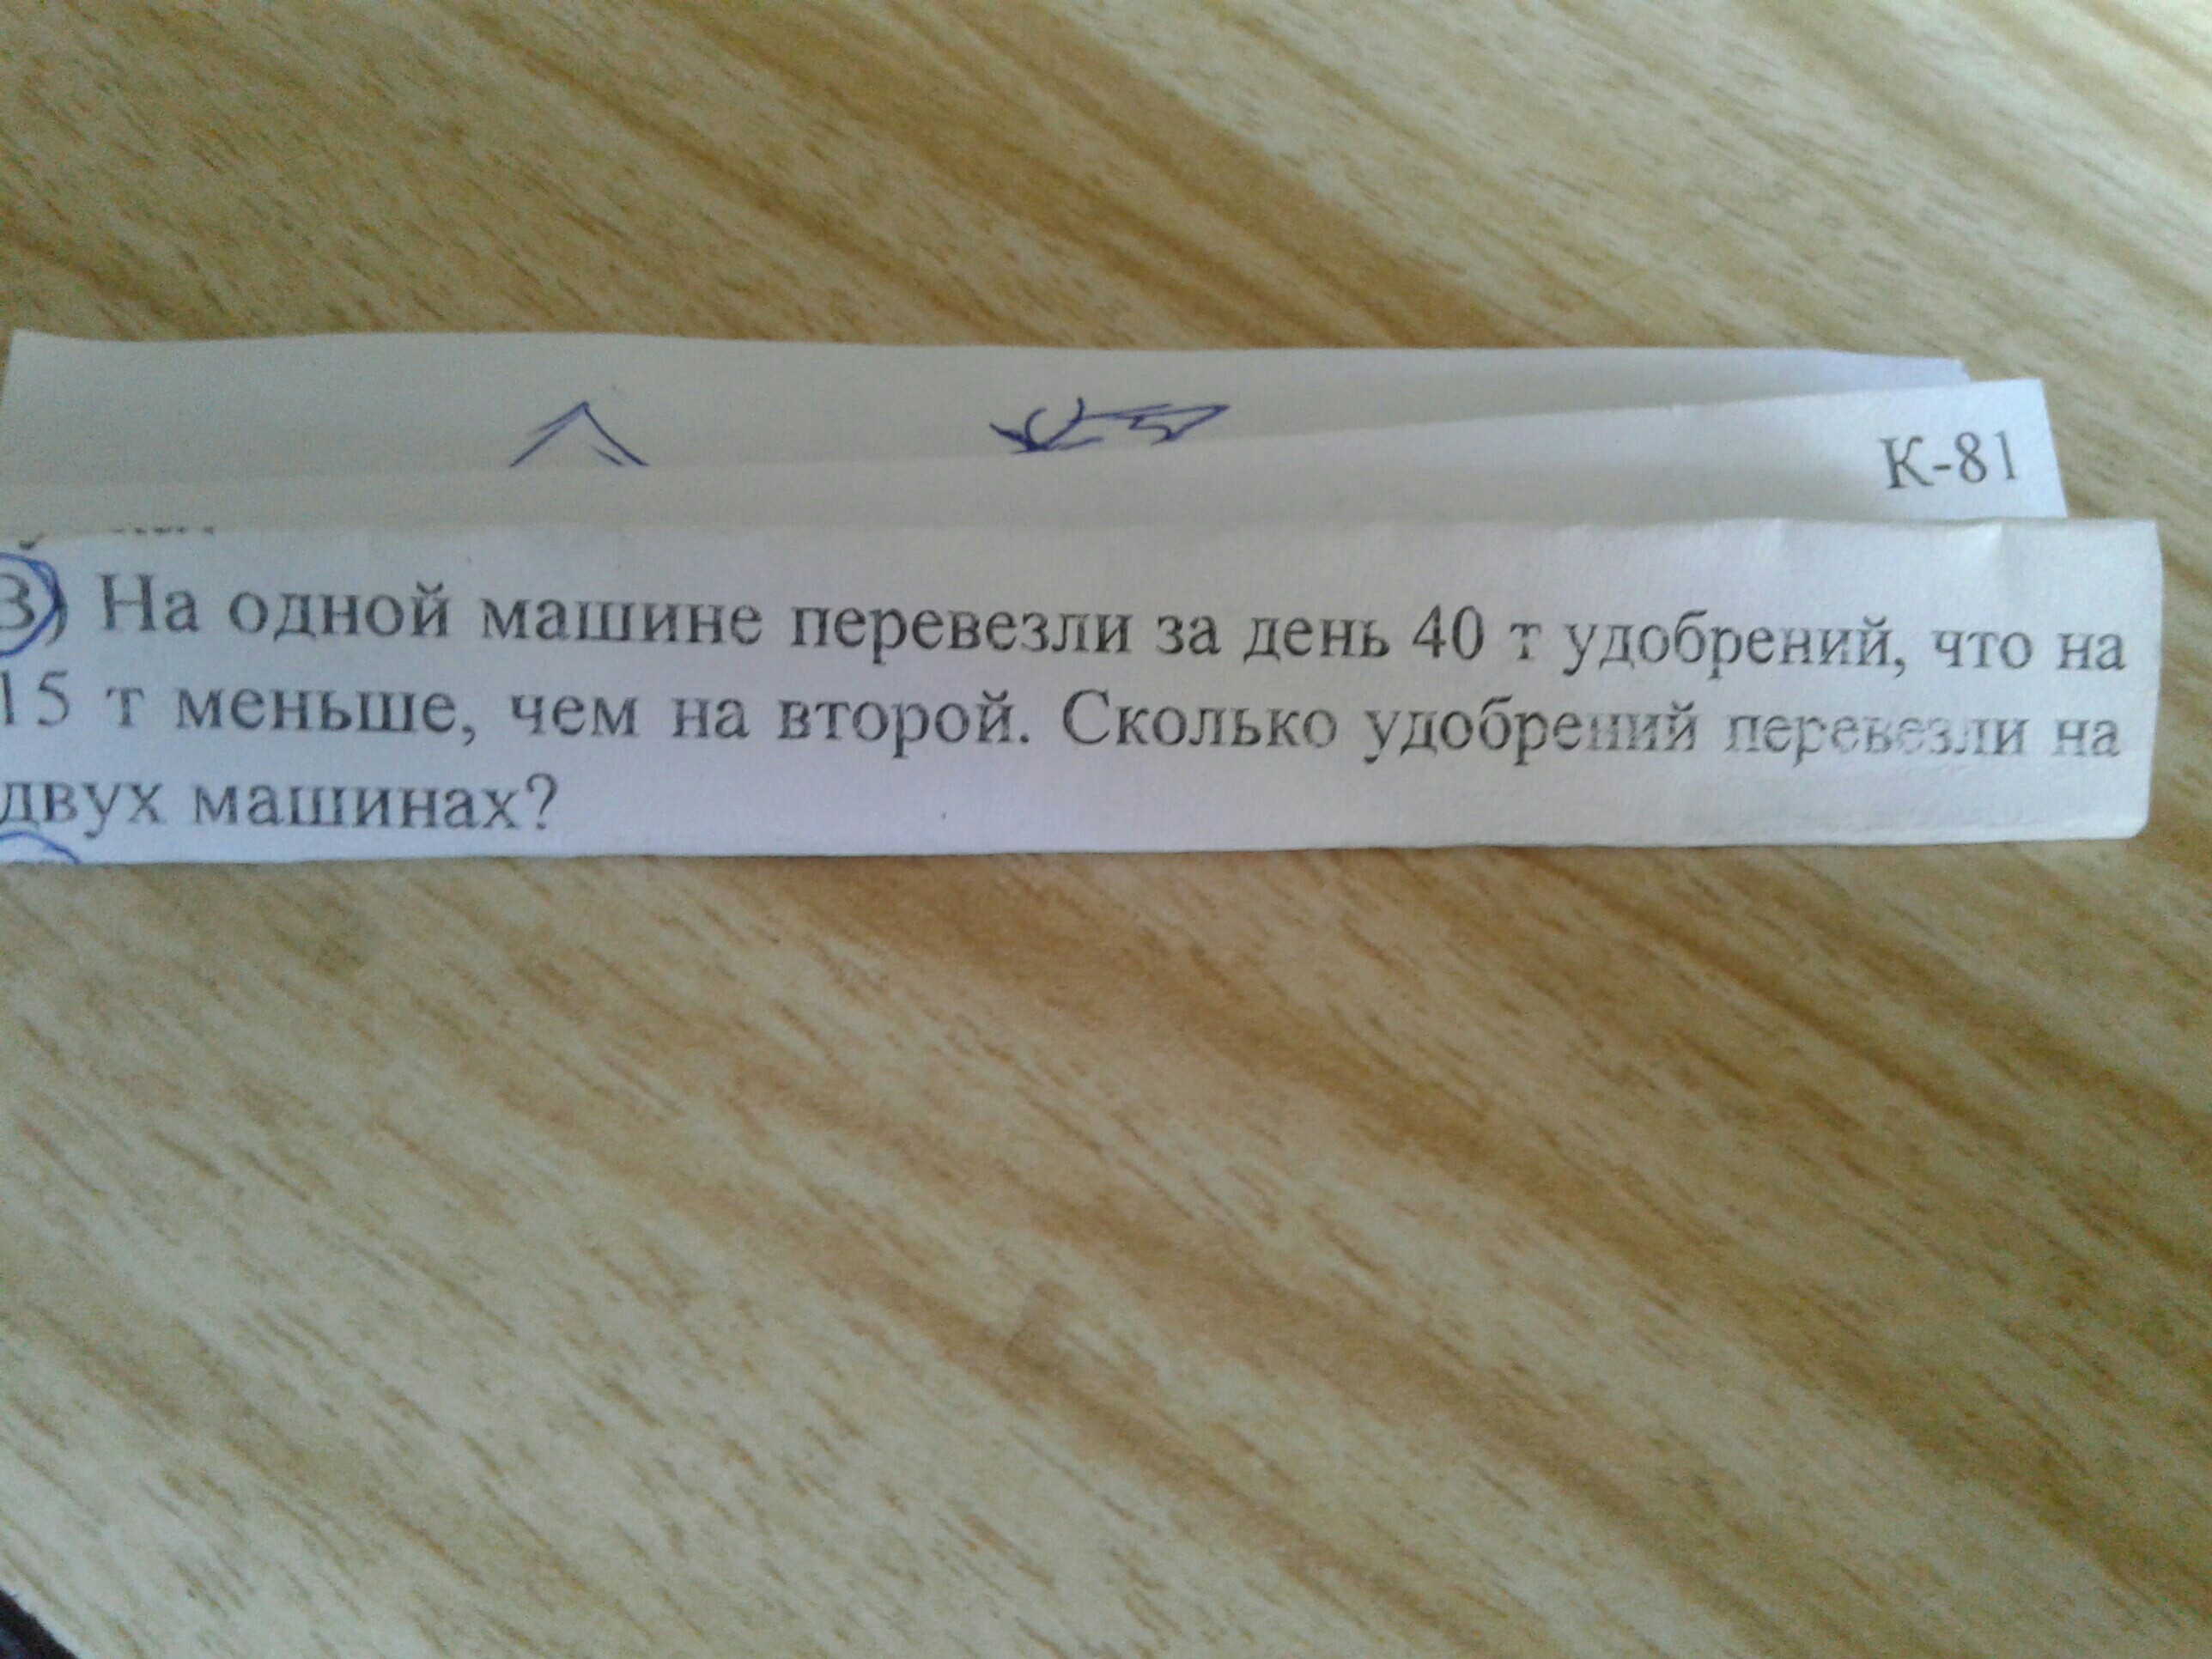 К-81
3) На одной машине перевезли за день 40 т удобрений, что на
15 т меньше, чем на второй. Сколько удобрений перевезли на
двух машинах?